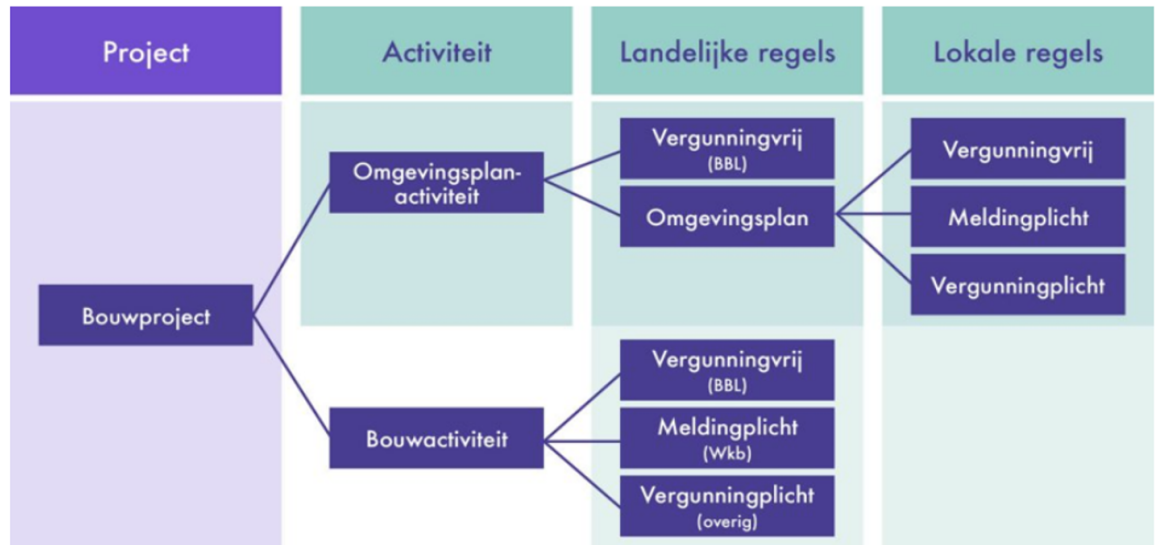 Project
Activiteit
Landelijke regels
Lokale regels
Bouwproject
Omgevingsplan-
activiteit
Vergunningvrij
(BBL)
Omgevingsplan
Vergunningvrij
Meldingplicht
Vergunningplicht
Bouwactiviteit
Vergunningvrij
(BBL)
Meldingplicht
(Wkb)
Vergunningplicht
(overig)